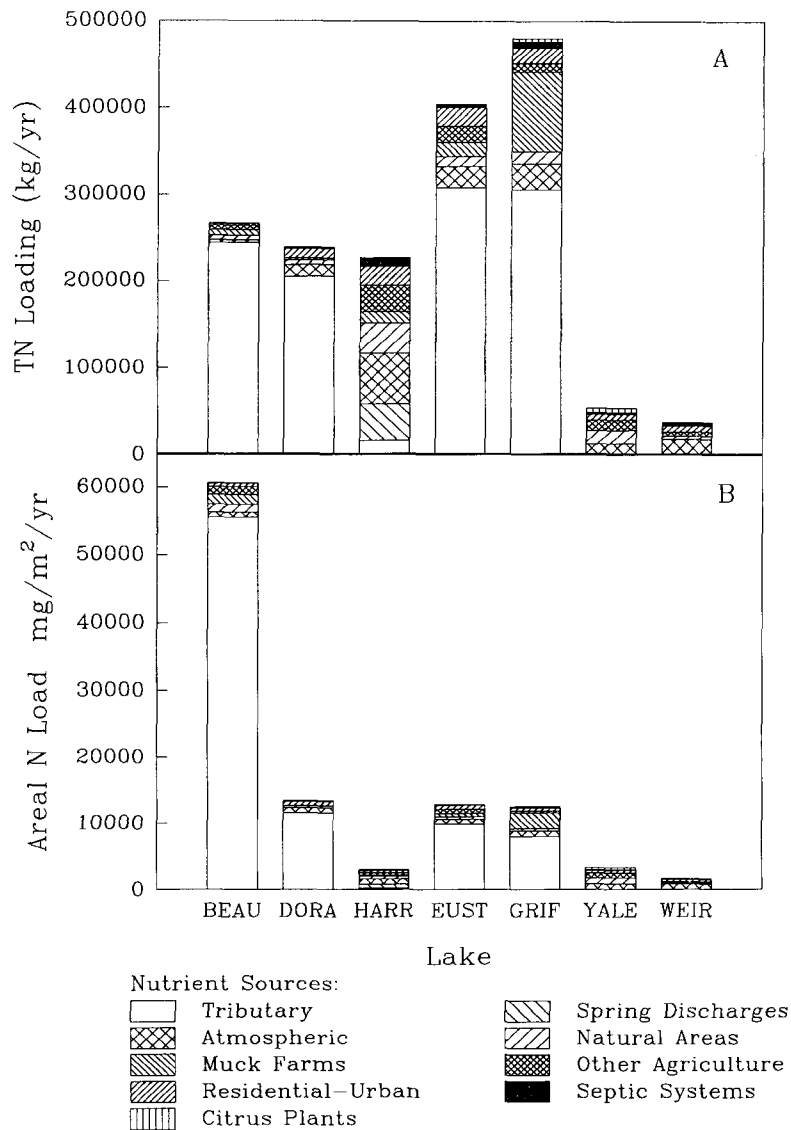 500000
400000
300000
200000
100000
0
TN Loading (kg/yr)
A
60000
50000
40000
30000
20000
10000
0
Areal N Load mg/m²/yr
B
BEAU DORA HARR EUST GRIF YALE WEIR
Lake
Nutrient Sources:
Tributary
Atmospheric
Muck Farms
Residential-Urban
Citrus Plants
Spring Discharges
Natural Areas
Other Agriculture
Septic Systems